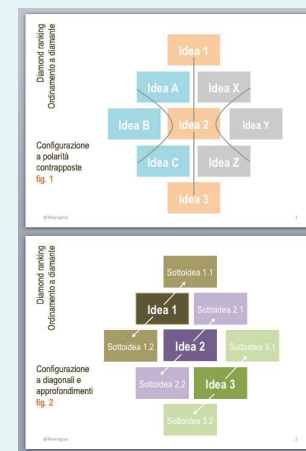 Diamond ranking
Ordinamento a diamante
Configurazione
a polarità
contrapposte
fig. 1
Idea 1
Idea A
Idea X
Idea B
Idea 2
Idea Y
Idea C
Idea Z
Idea 3
1
Diamond ranking
Ordinamento a diamante
Configurazione
a diagonali e
approfondimenti
fig. 2
Sottoidea 1.1
Idea 1
Sottoidea 2.1
Sottoidea 1.2
Idea 2
Sottoidea 3.1
Sottoidea 2.2
Idea 3
Sottoidea 3.2
2